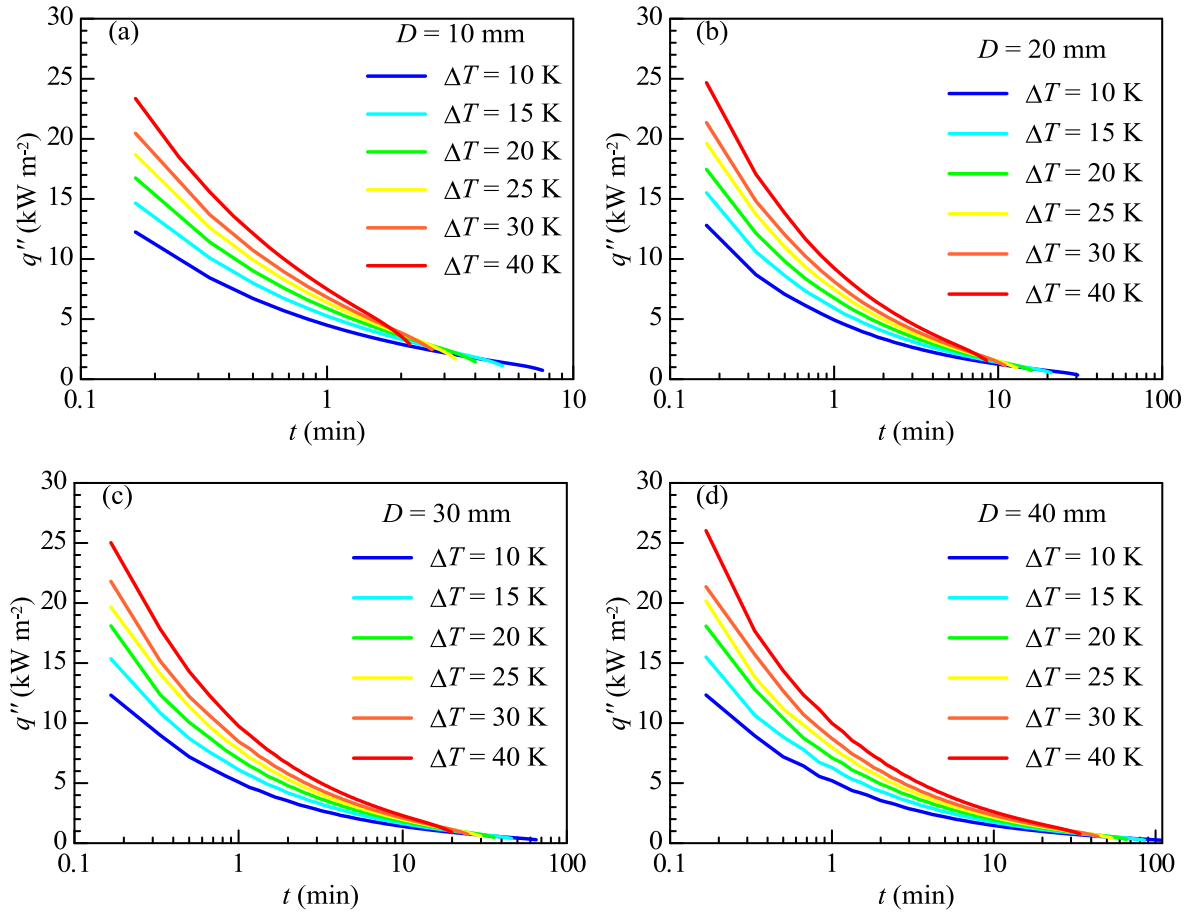 (a)
D = 10 mm
ΔT = 10 K
ΔT = 15 K
ΔT = 20 K
ΔT = 25 K
ΔT = 30 K
ΔT = 40 K
30
25
20
15
10
5
0
q″ (kW m-2)
0.1
1
10
t (min)
(b)
D = 20 mm
ΔT = 10 K
ΔT = 15 K
ΔT = 20 K
ΔT = 25 K
ΔT = 30 K
ΔT = 40 K
30
25
20
15
10
5
0
q″ (kW m-2)
0.1
1
10
100
t (min)
(c)
D = 30 mm
ΔT = 10 K
ΔT = 15 K
ΔT = 20 K
ΔT = 25 K
ΔT = 30 K
ΔT = 40 K
30
25
20
15
10
5
0
q″ (kW m-2)
0.1
1
10
100
t (min)
(d)
D = 40 mm
ΔT = 10 K
ΔT = 15 K
ΔT = 20 K
ΔT = 25 K
ΔT = 30 K
ΔT = 40 K
30
25
20
15
10
5
0
q″ (kW m-2)
0.1
1
10
100
t (min)